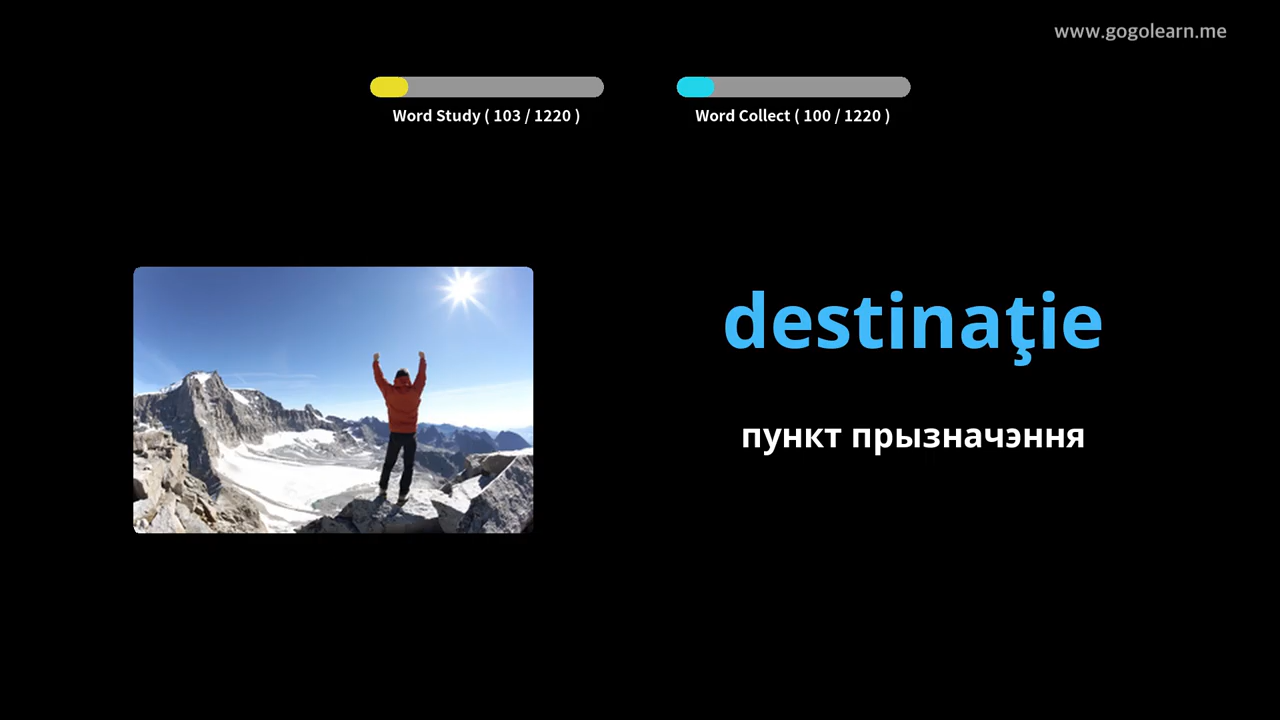 www.gogolearn.me
Word Study ( 103 / 1220 )
Word Collect ( 100 / 1220 )
destinaţie
пункт прызначэння